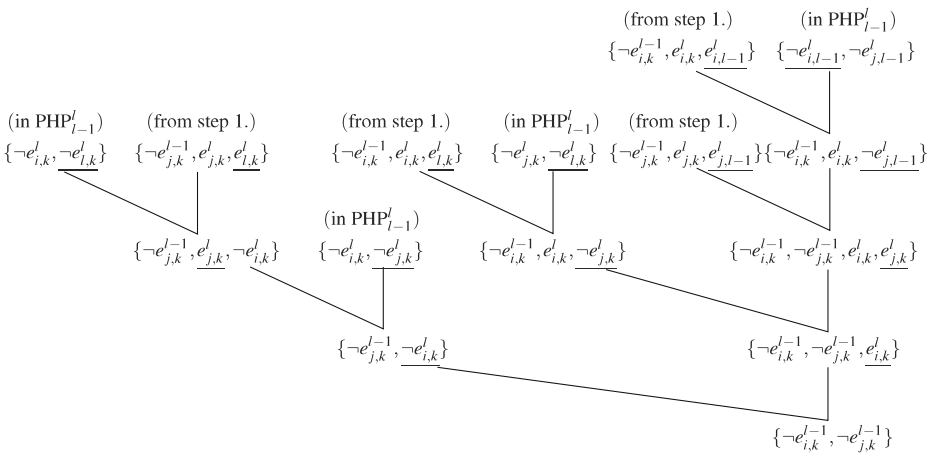 (from step 1.) (in PHP^l_{l-1})
{¬e^{l-1}_{i,k}, e^l_{i,k}, e^l_{i,l-1}} {¬e^l_{i,l-1}, ¬e^l_{j,l-1}}
(in PHP^l_{l-1}) (from step 1.) (from step 1.) (in PHP^l_{l-1}) (from step 1.)
{¬e^l_{i,k}, ¬e^l_{l,k}} {¬e^{l-1}_{j,k}, e^l_{j,k}, e^l_{l,k}} {¬e^{l-1}_{i,k}, e^l_{i,k}, e^l_{l,k}} {¬e^l_{j,k}, ¬e^l_{l,k}} {¬e^{l-1}_{j,k}, e^l_{j,k}, e^l_{j,l-1}} {¬e^{l-1}_{i,k}, e^l_{i,k}, ¬e^l_{j,l-1}}
(in PHP^l_{l-1})
{¬e^{l-1}_{j,k}, e^l_{j,k}, ¬e^l_{i,k}} {¬e^l_{i,k}, ¬e^l_{j,k}} {¬e^{l-1}_{i,k}, e^l_{i,k}, ¬e^l_{j,k}} {¬e^{l-1}_{i,k}, ¬e^{l-1}_{j,k}, e^l_{i,k}, e^l_{j,k}}
{¬e^{l-1}_{j,k}, ¬e^l_{i,k}} {¬e^{l-1}_{i,k}, ¬e^{l-1}_{j,k}, e^l_{i,k}}
{¬e^{l-1}_{i,k}, ¬e^{l-1}_{j,k}}